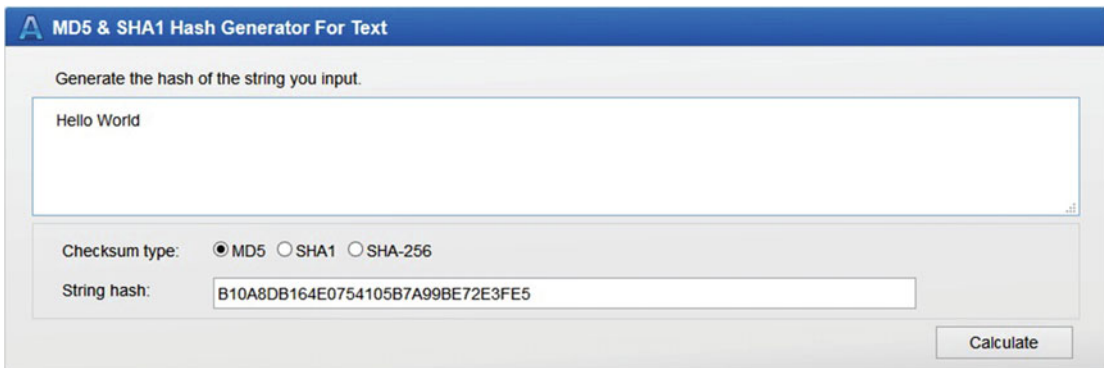 MD5 & SHA1 Hash Generator For Text
Generate the hash of the string you input.
Hello World
Checksum type: MD5 SHA1 SHA-256
String hash: B10A8DB164E0754105B7A99BE72E3FE5
Calculate